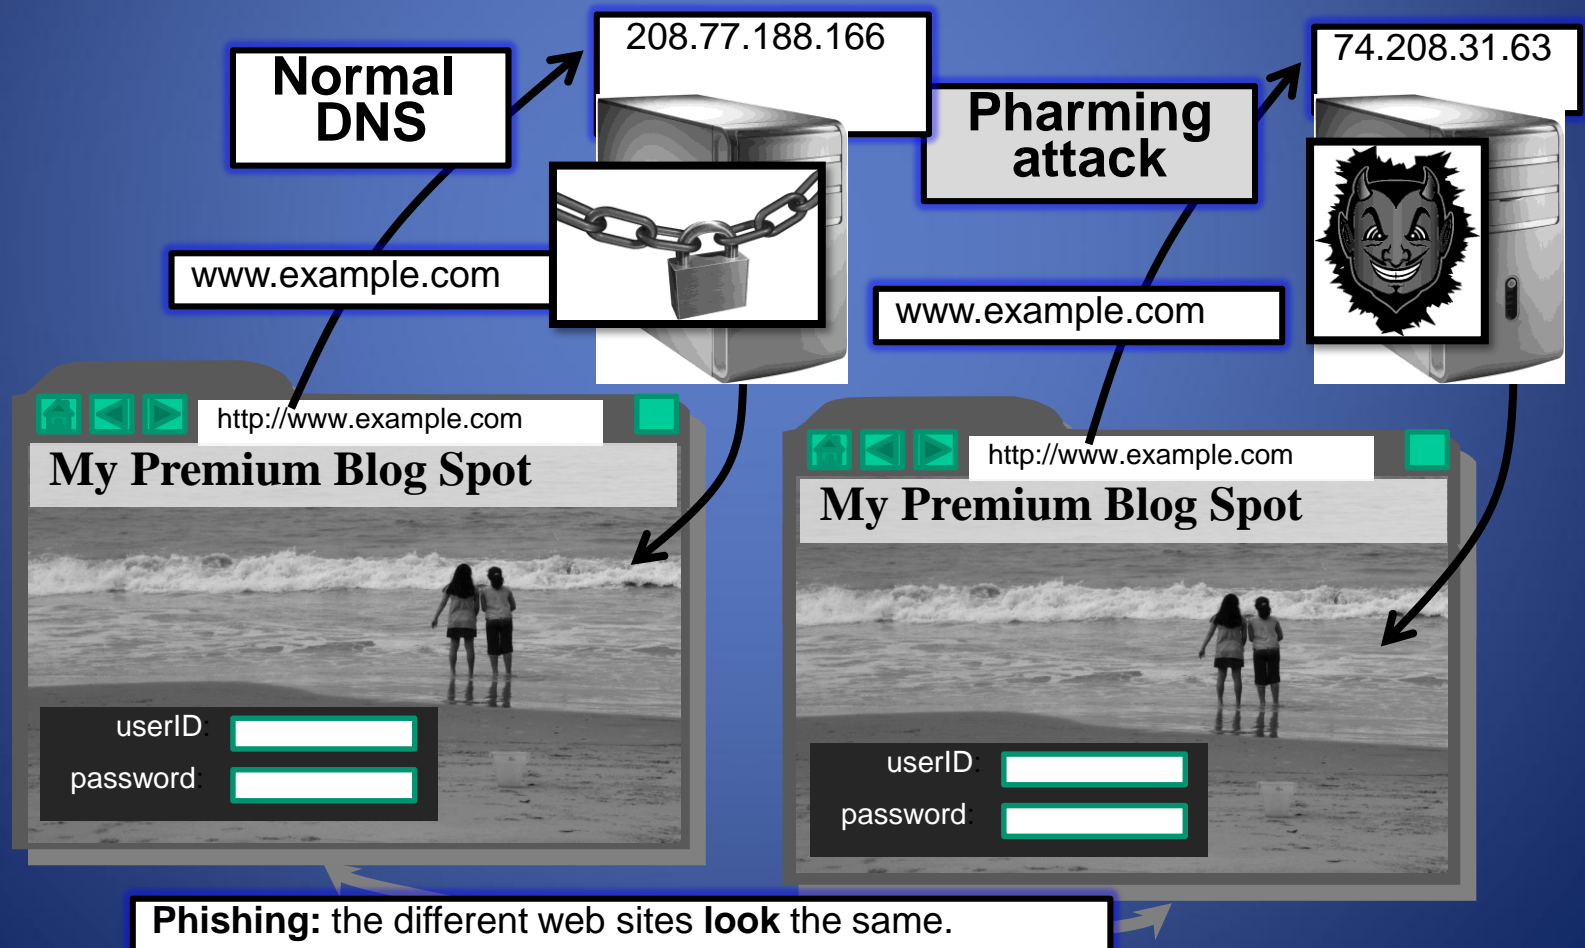 Normal
DNS
208.77.188.166
www.example.com
http://www.example.com
My Premium Blog Spot
userID:
password:
Pharming
attack
74.208.31.63
www.example.com
http://www.example.com
My Premium Blog Spot
userID:
password:
Phishing: the different web sites look the same.